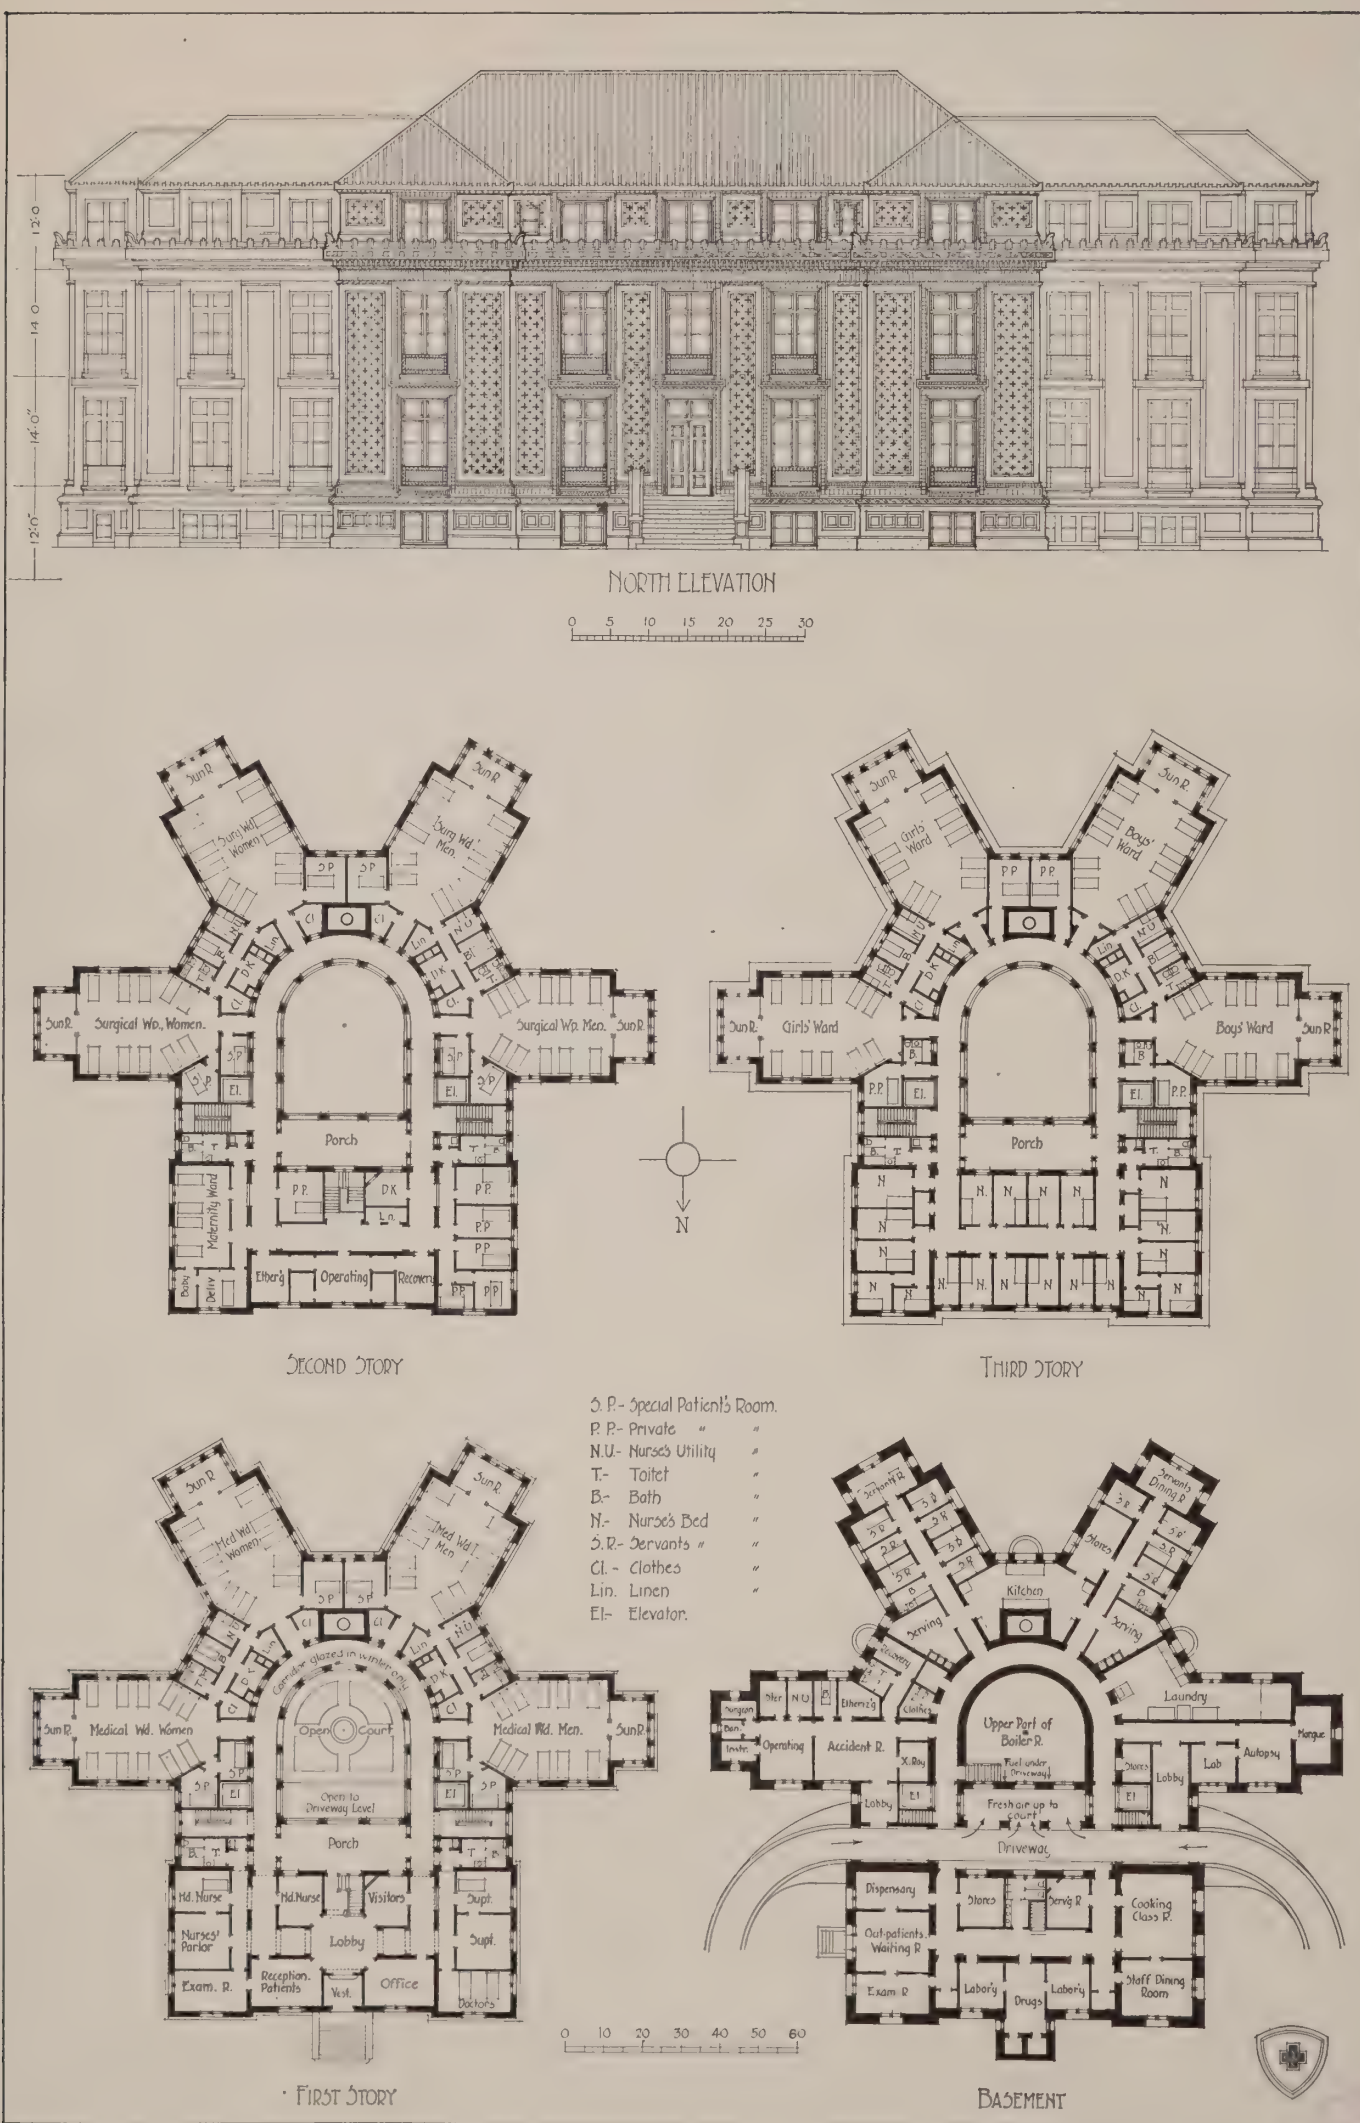 12'.0
14 0
14'.0"
12'.0"
NORTH ELEVATION
0 5 10 15 20 25 30
Sun R
Sun R.
Surg Wd
Women
Surg Wd.
Men.
S P
S P
Cl
Cl
Lin
Lin
N U
D.K
D.K
B
B
T
Cl.
Cl
Sun R.
Surgical Wd., Women.
Surgical Wd. Men.
Sun R.
S.P
S.P
S.P.
S.P
El.
El.
Porch
B T
T B
Maternity Ward
P.P.
D.K
Ln.
P.P.
P.P
P.P
Baby
Deliv
Ether'g
Operating
Recovery
P.P
P.P
SECOND STORY
Sun R
Sun R.
Girls'
Ward
Boys'
Ward
P P
P.P.
N U
N U
Lin
Lin
B
B
D.K
D.K
T
T
Cl
Cl.
Sun R.
Girls' Ward
Boys' Ward
Sun R
B.
B
P.P.
El.
El.
P.P.
Porch
B. T
T B
N
N.
N
N
N
N
N
N.
N
N
N
N
N.
N.
N
N
N
N
N
N
THIRD STORY
N
S. P.- Special Patient's Room.
P. P.- Private " "
N.U.- Nurse's Utility "
T.- Toilet "
B.- Bath "
N.- Nurse's Bed "
S.R.- Servants " "
Cl. - Clothes "
Lin. Linen "
El- Elevator.
Sun R
Sun R.
Med Wd
Women
Med Wd
Men
S P
S P
Cl
Cl
Lin
Lin
N U
N.U
B
D.K
D.K
T
Cl
Cl
Corridor glazed in winter only
Sun R.
Medical Wd. Women
Open Court
Medical Wd. Men.
Sun R.
S P
S P
S.P
S P
El
El
Open to
Driveway Level
Porch
B. T.
T B.
Hd. Nurse
Hd. Nurse
Visitors
Supt.
Nurses'
Parlor
Lobby
Supt.
Exam. R.
Reception.
Patients
Vest.
Office
Doctors
FIRST STORY
0 10 20 30 40 50 60
Servants R
Servants
Dining R
S.R
S.R
S.R
S.R
S.R
S.R
S.R
S.R
S.R
S.R
S.R
Stores
B
Kitchen
Serving
Serving
Recovery
T
Clothes
Laundry
Surgeon
Ster
N U
Etheriz'g
Ban.
Instr.
Operating
Accident R.
X.Ray
Upper Part of
Boiler R.
Fuel under
Driveway
Stores
Lobby
Lab
Autopsy
Morgue
El
El
Lobby
Fresh air up to
court
Driveway
Dispensary
Stores
Serv'g R
Cooking
Class R.
Out-patients.
Waiting R
Exam R
Labor'y
Drugs
Labor'y
Staff Dining
Room
BASEMENT